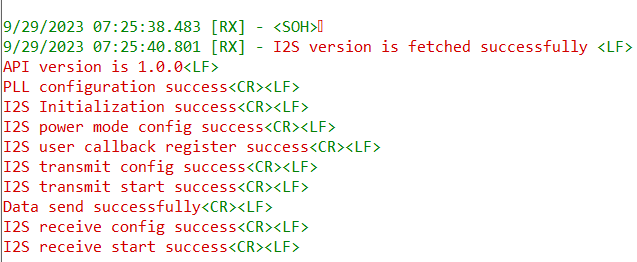 9/29/2023 07:25:38.483 [RX] - <SOH>
9/29/2023 07:25:40.801 [RX] - I2S version is fetched successfully <LF>
API version is 1.0.0<LF>
PLL configuration success<CR><LF>
I2S Initialization success<CR><LF>
I2S power mode config success<CR><LF>
I2S user callback register success<CR><LF>
I2S transmit config success<CR><LF>
I2S transmit start success<CR><LF>
Data send successfully<CR><LF>
I2S receive config success<CR><LF>
I2S receive start success<CR><LF>